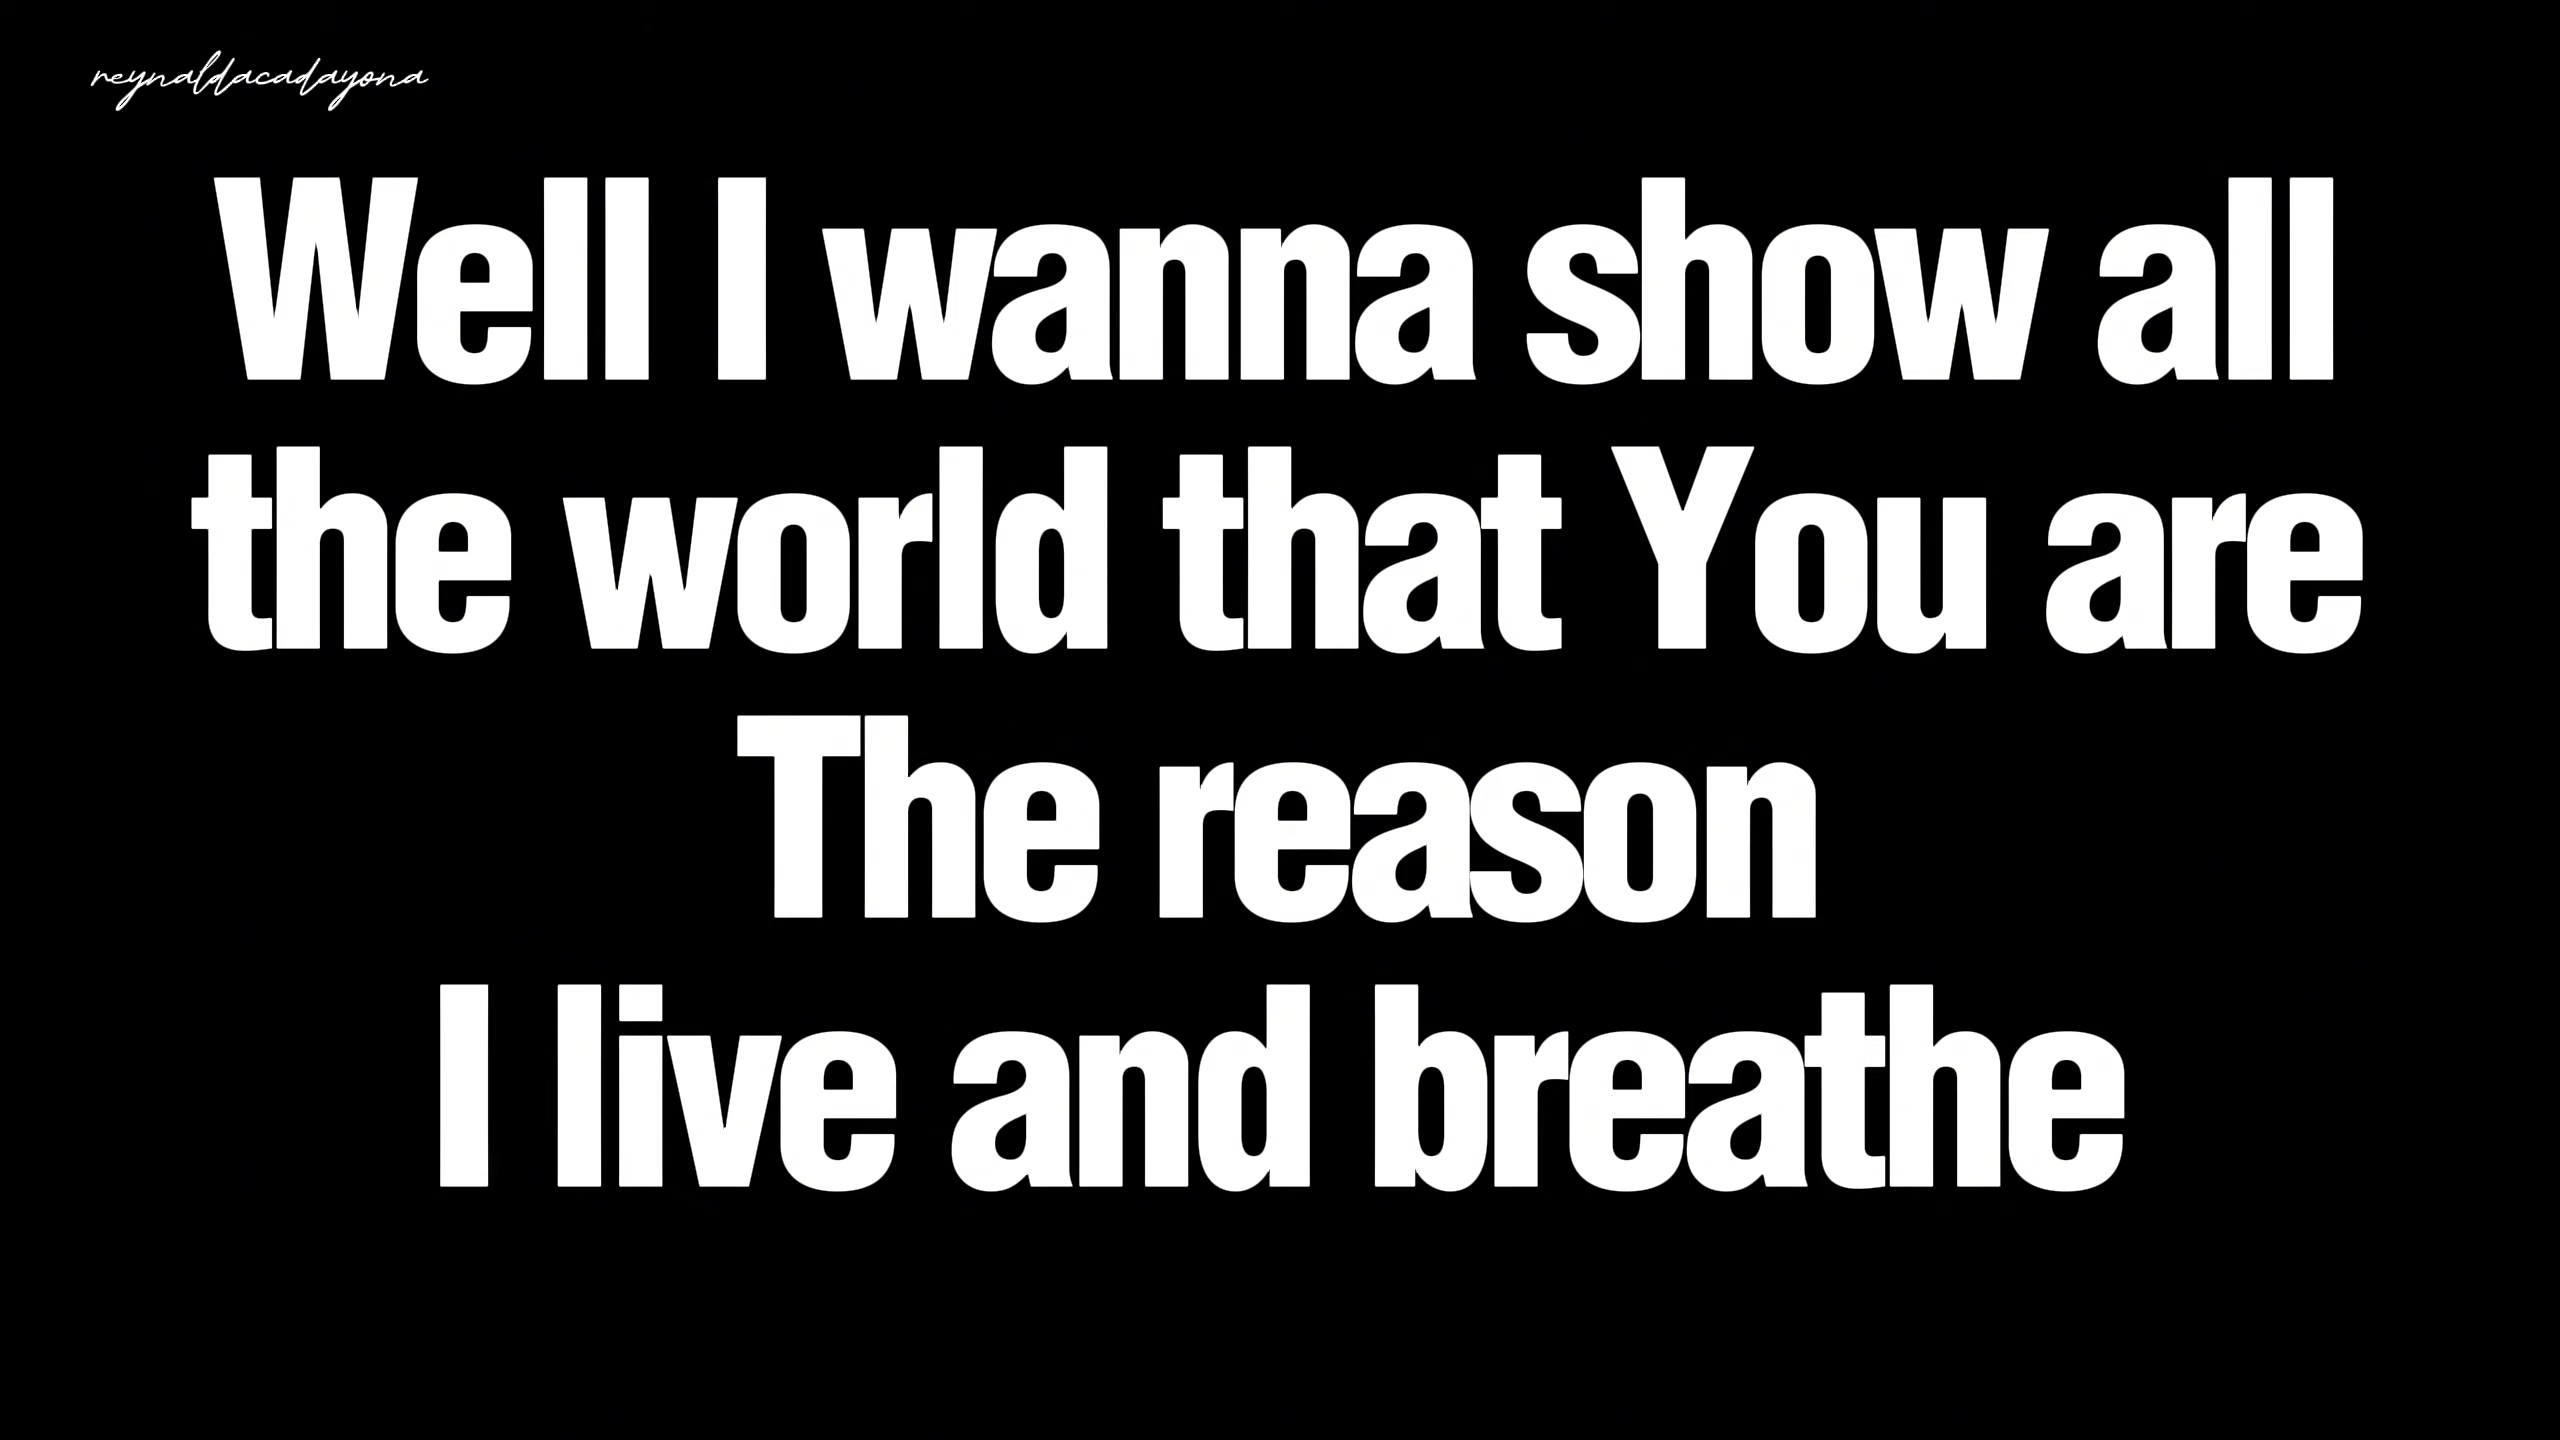 reynaldacadayona
Well I wanna show all
the world that You are
The reason
I live and breathe